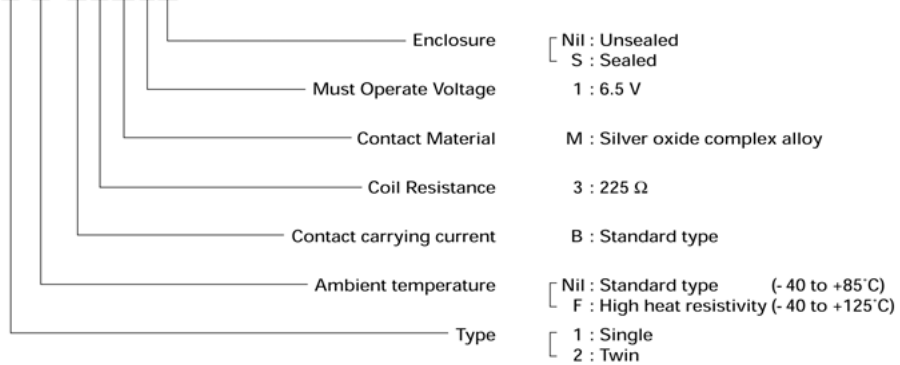 Enclosure Nil : Unsealed
S : Sealed
Must Operate Voltage 1 : 6.5 V
Contact Material M : Silver oxide complex alloy
Coil Resistance 3 : 225 Ω
Contact carrying current B : Standard type
Ambient temperature Nil : Standard type (- 40 to +85˚C)
F : High heat resistivity (- 40 to +125˚C)
Type 1 : Single
2 : Twin